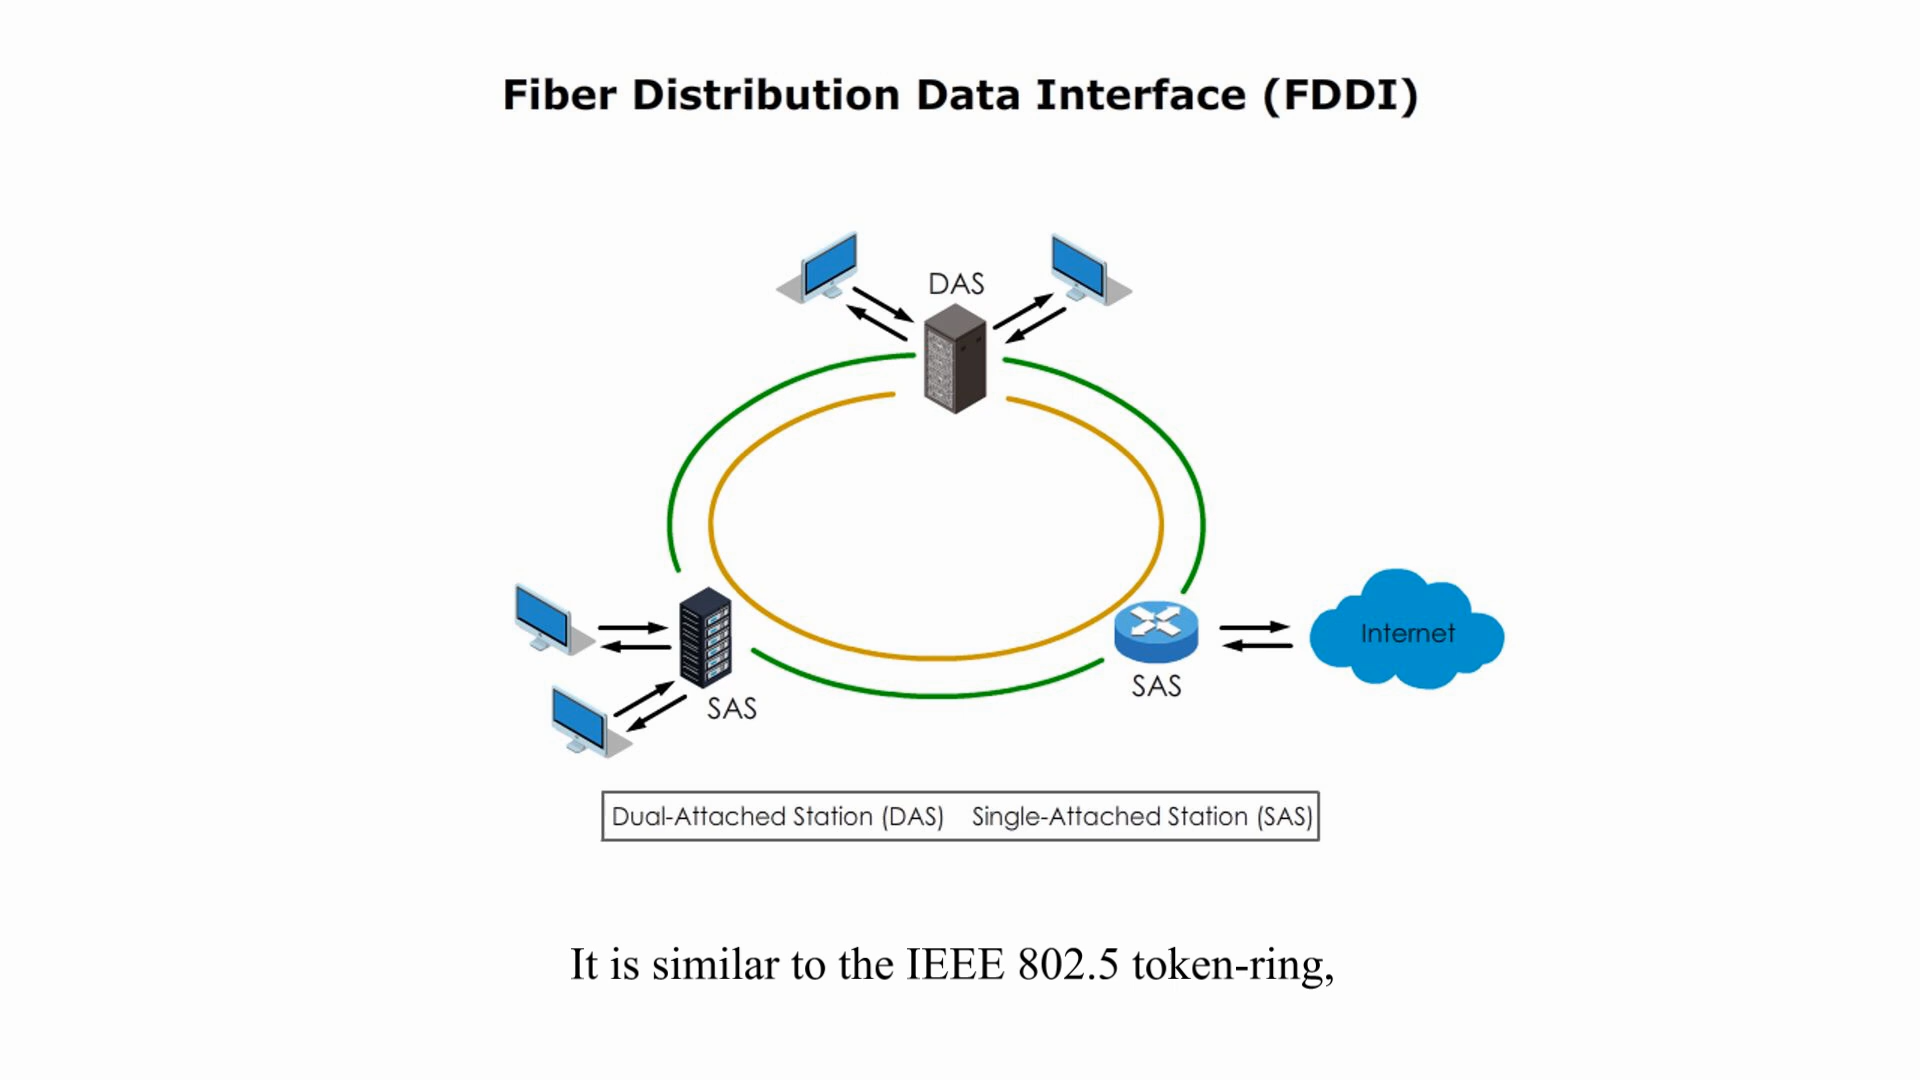 Fiber Distribution Data Interface (FDDI)
DAS
Internet
SAS
SAS
Dual-Attached Station (DAS) Single-Attached Station (SAS)
It is similar to the IEEE 802.5 token-ring,